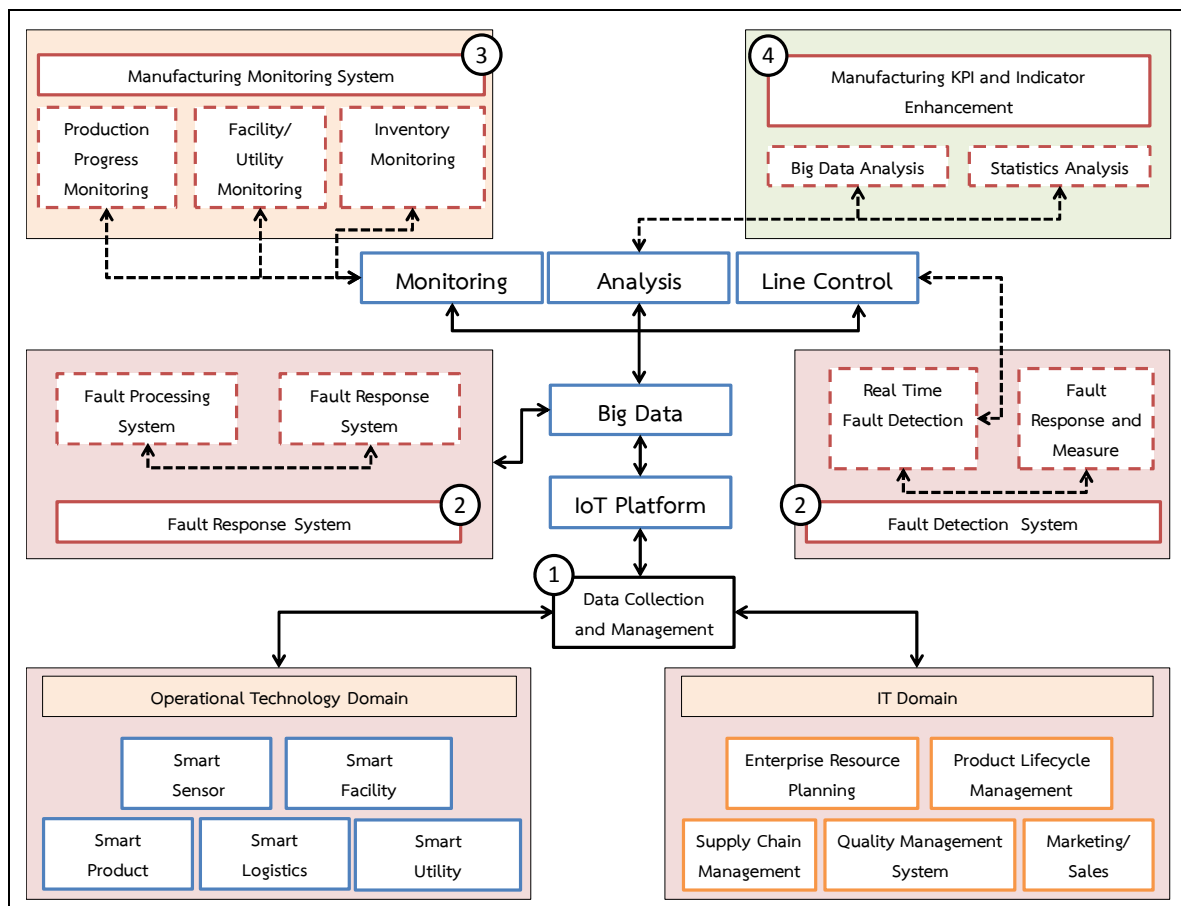 3
Manufacturing Monitoring System
Production
Progress
Monitoring
Facility/
Utility
Monitoring
Inventory
Monitoring
4
Manufacturing KPI and Indicator
Enhancement
Big Data Analysis
Statistics Analysis
Monitoring
Analysis
Line Control
Fault Processing
System
Fault Response
System
2
Fault Response System
Big Data
IoT Platform
Real Time
Fault Detection
Fault
Response and
Measure
2
Fault Detection System
1
Data Collection
and Management
Operational Technology Domain
Smart
Sensor
Smart
Facility
Smart
Product
Smart
Logistics
Smart
Utility
IT Domain
Enterprise Resource
Planning
Product Lifecycle
Management
Supply Chain
Management
Quality Management
System
Marketing/
Sales